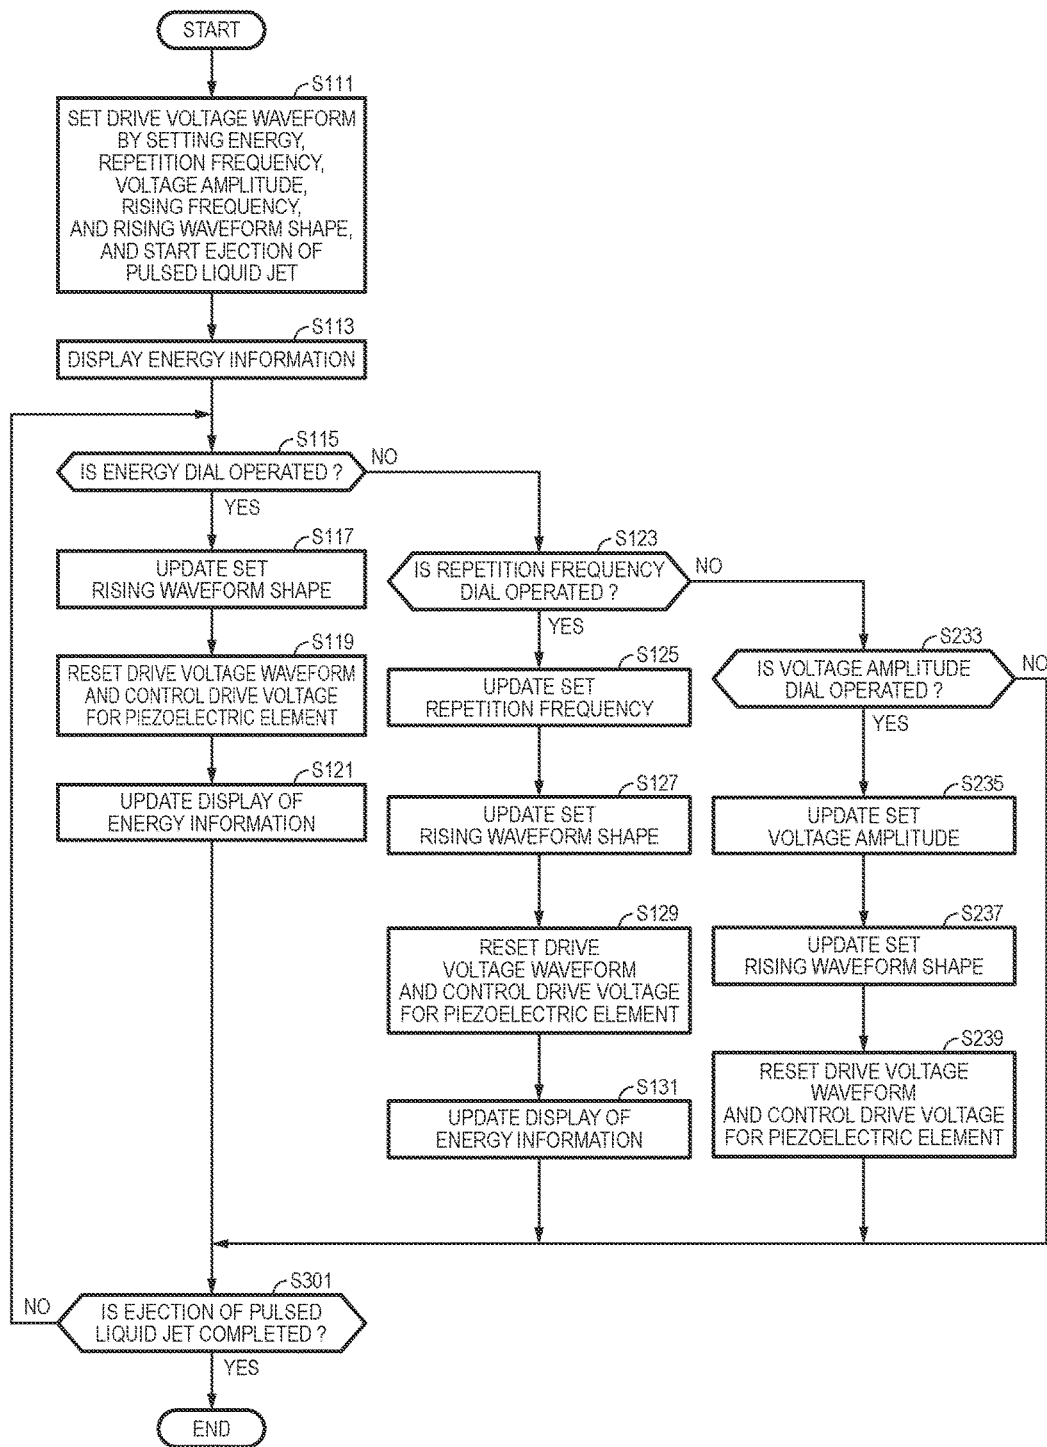 START
S111
SET DRIVE VOLTAGE WAVEFORM
BY SETTING ENERGY,
REPETITION FREQUENCY,
VOLTAGE AMPLITUDE,
RISING FREQUENCY,
AND RISING WAVEFORM SHAPE,
AND START EJECTION OF
PULSED LIQUID JET
S113
DISPLAY ENERGY INFORMATION
S115
IS ENERGY DIAL OPERATED ?
NO
YES
S117
UPDATE SET
RISING WAVEFORM SHAPE
S119
RESET DRIVE VOLTAGE WAVEFORM
AND CONTROL DRIVE VOLTAGE
FOR PIEZOELECTRIC ELEMENT
S121
UPDATE DISPLAY OF
ENERGY INFORMATION
S123
IS REPETITION FREQUENCY
DIAL OPERATED ?
NO
YES
S125
UPDATE SET
REPETITION FREQUENCY
S127
UPDATE SET
RISING WAVEFORM SHAPE
S129
RESET DRIVE
VOLTAGE WAVEFORM
AND CONTROL DRIVE VOLTAGE
FOR PIEZOELECTRIC ELEMENT
S131
UPDATE DISPLAY OF
ENERGY INFORMATION
S233
IS VOLTAGE AMPLITUDE
DIAL OPERATED ?
NO
YES
S235
UPDATE SET
VOLTAGE AMPLITUDE
S237
UPDATE SET
RISING WAVEFORM SHAPE
S239
RESET DRIVE VOLTAGE
WAVEFORM
AND CONTROL DRIVE VOLTAGE
FOR PIEZOELECTRIC ELEMENT
S301
IS EJECTION OF PULSED
LIQUID JET COMPLETED ?
NO
YES
END